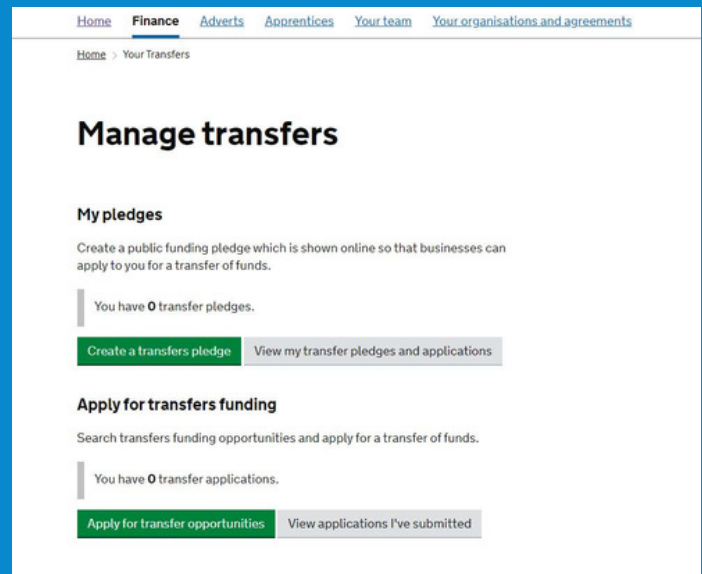 Home Finance Adverts Apprentices Your team Your organisations and agreements
Home > Your Transfers
Manage transfers
My pledges
Create a public funding pledge which is shown online so that businesses can
apply to you for a transfer of funds.
You have 0 transfer pledges.
Create a transfers pledge View my transfer pledges and applications
Apply for transfers funding
Search transfers funding opportunities and apply for a transfer of funds.
You have 0 transfer applications.
Apply for transfer opportunities View applications I've submitted